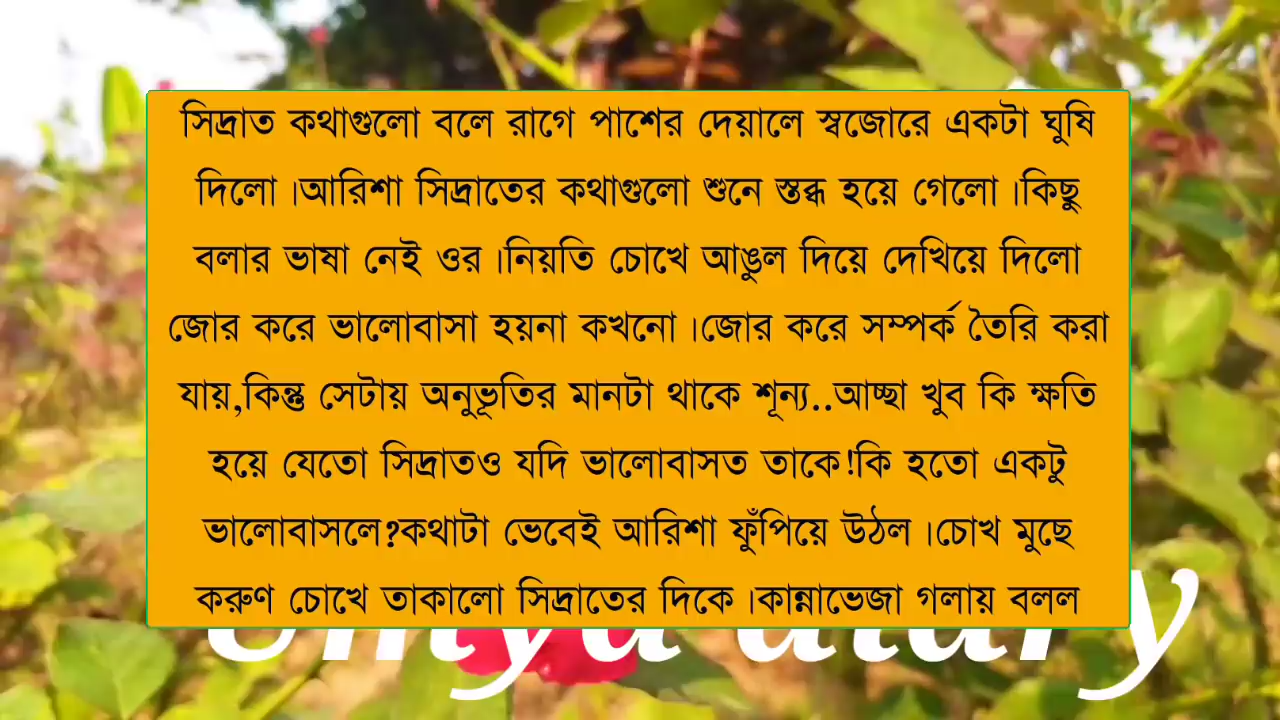 সিদ্রাত কথাগুলো বলে রাগে পাশের দেয়ালে স্বজোরে একটা ঘুষি
দিলো।আরিশা সিদ্রাতের কথাগুলো শুনে স্তব্ধ হয়ে গেলো।কিছু
বলার ভাষা নেই ওর।নিয়তি চোখে আঙুল দিয়ে দেখিয়ে দিলো
জোর করে ভালোবাসা হয়না কখনো।জোর করে সম্পর্ক তৈরি করা
যায়,কিন্তু সেটায় অনুভূতির মানটা থাকে শূন্য..আচ্ছা খুব কি ক্ষতি
হয়ে যেতো সিদ্রাতও যদি ভালোবাসত তাকে!কি হতো একটু
ভালোবাসলে?কথাটা ভেবেই আরিশা ফুঁপিয়ে উঠল।চোখ মুছে
করুণ চোখে তাকালো সিদ্রাতের দিকে।কান্নাভেজা গলায় বলল